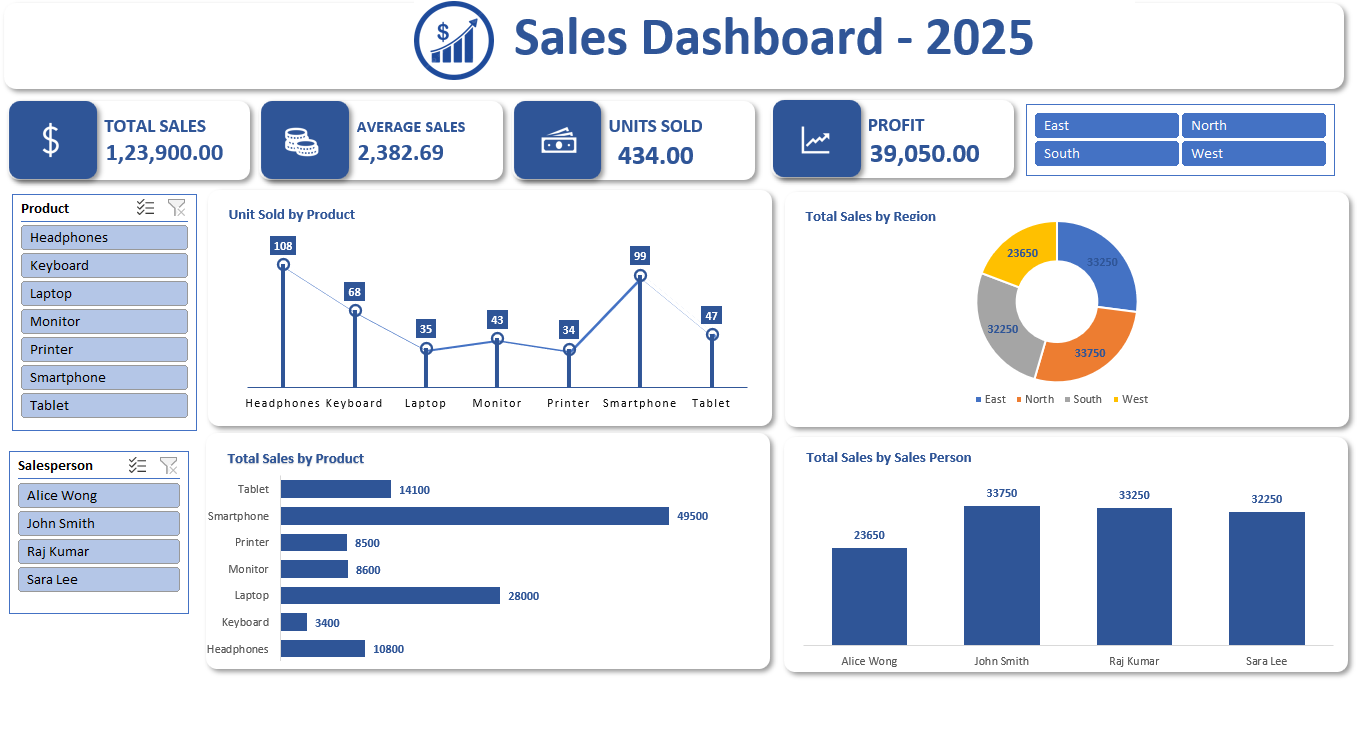 $ Sales Dashboard - 2025
$ TOTAL SALES
1,23,900.00
AVERAGE SALES
2,382.69
UNITS SOLD
434.00
PROFIT
39,050.00
East North
South West
Product
Headphones
Keyboard
Laptop
Monitor
Printer
Smartphone
Tablet
Unit Sold by Product
108
68
35
43
34
99
47
Headphones Keyboard Laptop Monitor Printer Smartphone Tablet
Total Sales by Region
23650
33250
32250
33750
East North South West
Salesperson
Alice Wong
John Smith
Raj Kumar
Sara Lee
Total Sales by Product
Tablet 14100
Smartphone 49500
Printer 8500
Monitor 8600
Laptop 28000
Keyboard 3400
Headphones 10800
Total Sales by Sales Person
23650
33750
33250
32250
Alice Wong John Smith Raj Kumar Sara Lee